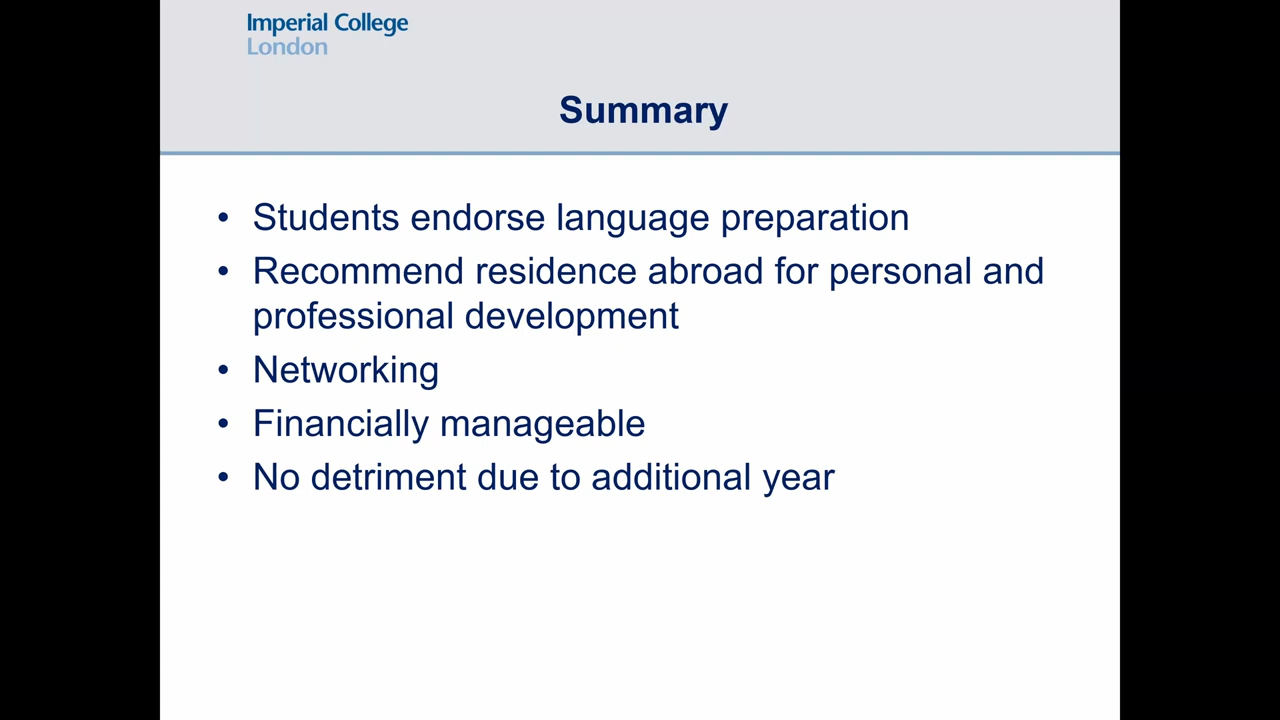 Imperial College
London
Summary
• Students endorse language preparation
• Recommend residence abroad for personal and
professional development
• Networking
• Financially manageable
• No detriment due to additional year